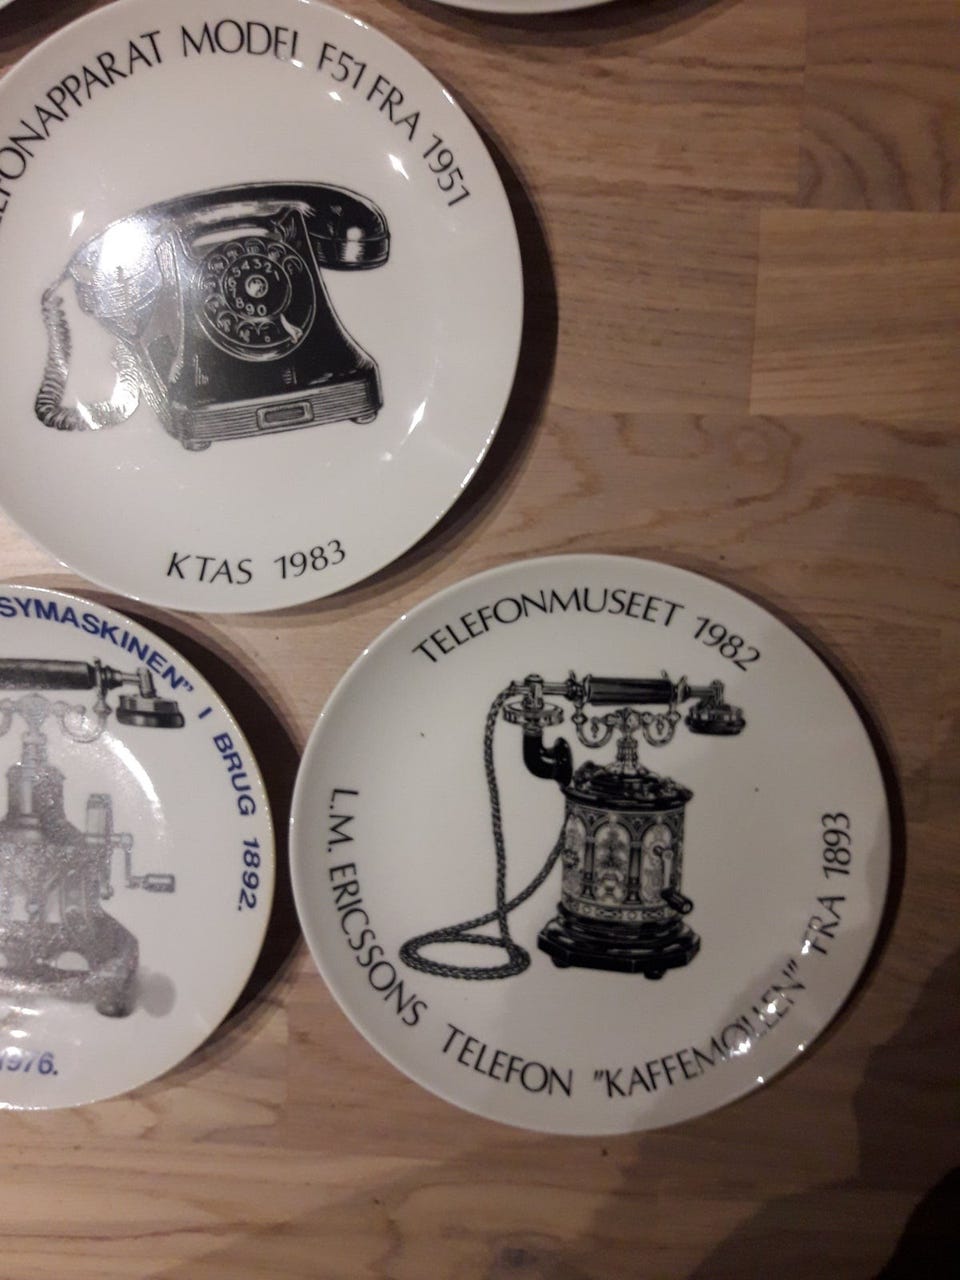 EFONAPPARAT MODEL F51 FRA 1951
5432
890
KTAS 1983
SYMASKINEN" I BRUG 1892.
1976.
TELEFONMUSEET 1982
L.M. ERICSSONS TELEFON "KAFFEMØLLEN" FRA 1893